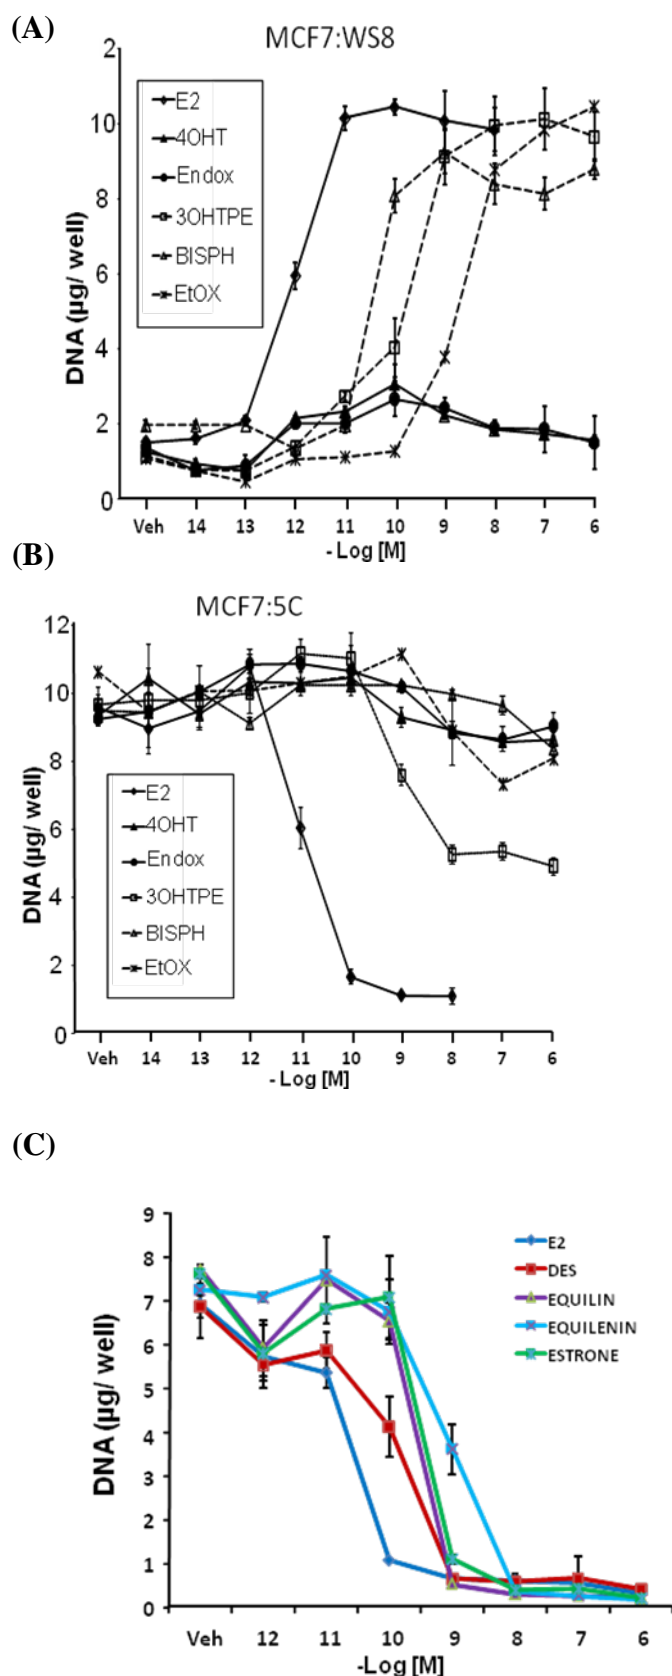 (A)
MCF7:WS8
2
10
8
6
4
2
0
DNA (µg/ well)
E2
4OHT
Endox
3OHTPE
BISPH
EtOX
Veh 14 13 12 11 10 9 8 7 6
- Log [M]
(B)
MCF7:5C
12
10
8
6
4
2
0
DNA (µg/ well)
E2
4OHT
Endox
3OHTPE
BISPH
EtOX
Veh 14 13 12 11 10 9 8 7 6
- Log [M]
(C)
9
8
7
6
5
4
3
2
1
0
DNA (µg/ well)
E2
DES
EQUILIN
EQUILENIN
ESTRONE
Veh 12 11 10 9 8 7 6
-Log [M]